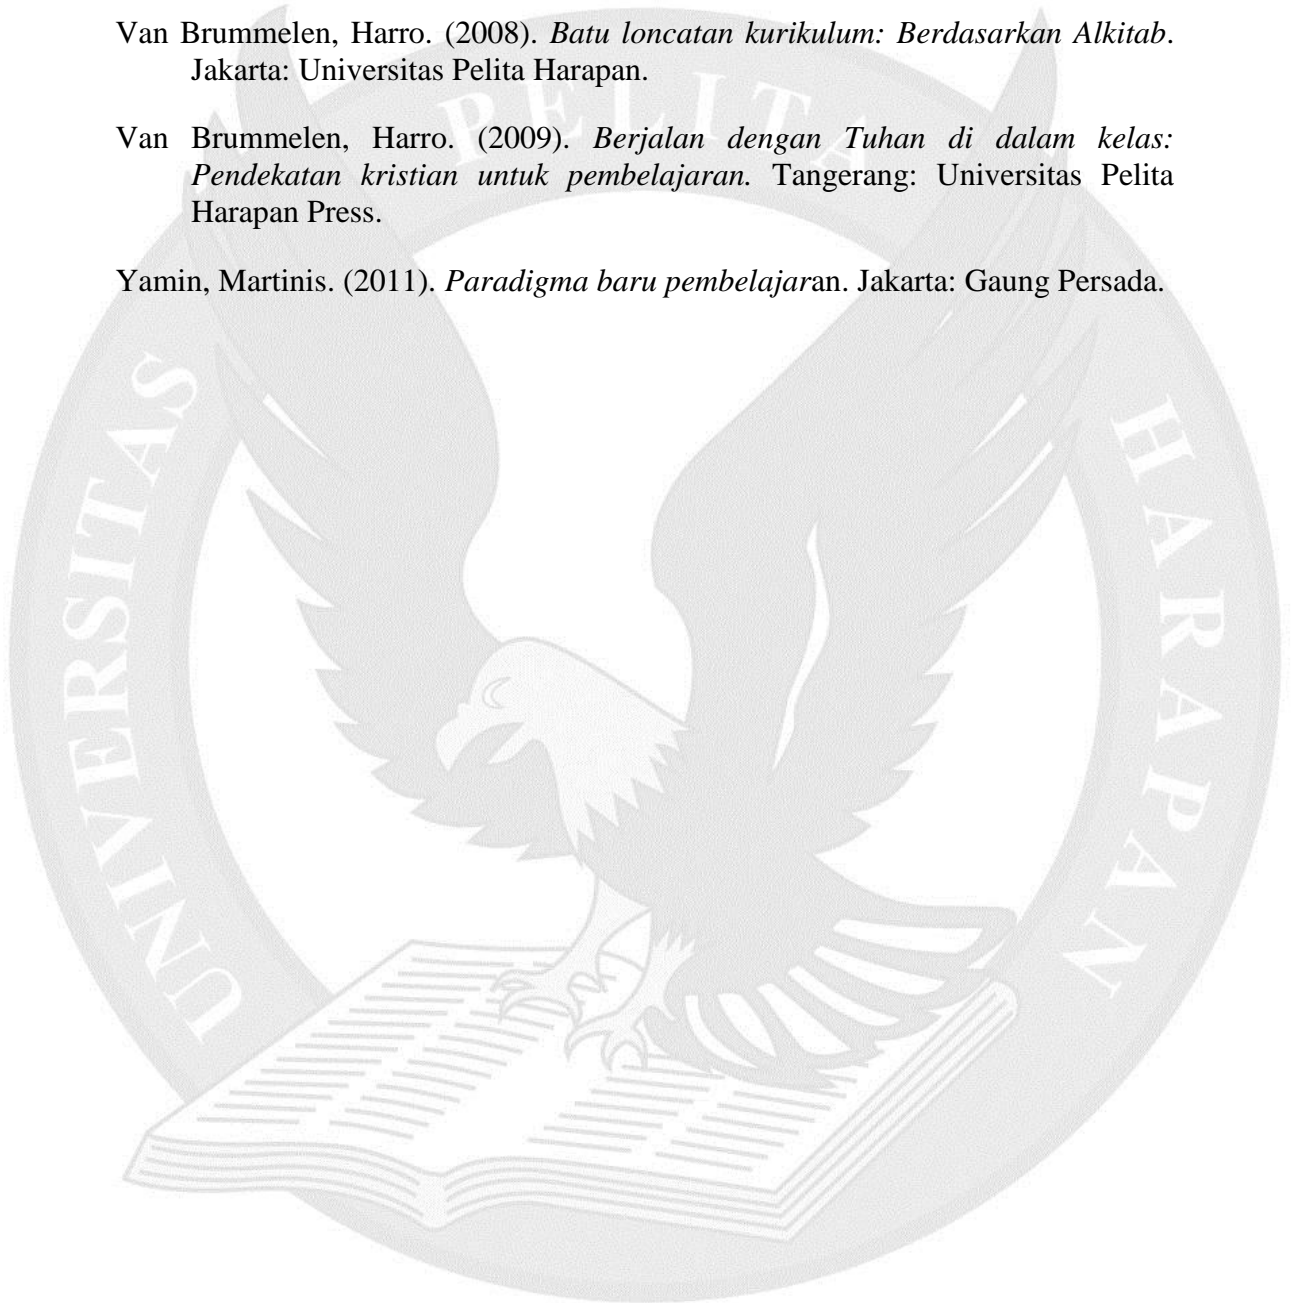 Van Brummelen, Harro. (2008). Batu loncatan kurikulum: Berdasarkan Alkitab.
Jakarta: Universitas Pelita Harapan.
Van Brummelen, Harro. (2009). Berjalan dengan Tuhan di dalam kelas:
Pendekatan kristian untuk pembelajaran. Tangerang: Universitas Pelita
Harapan Press.
Yamin, Martinis. (2011). Paradigma baru pembelajaran. Jakarta: Gaung Persada.
UNIVERSITAS PELITA HARAPAN